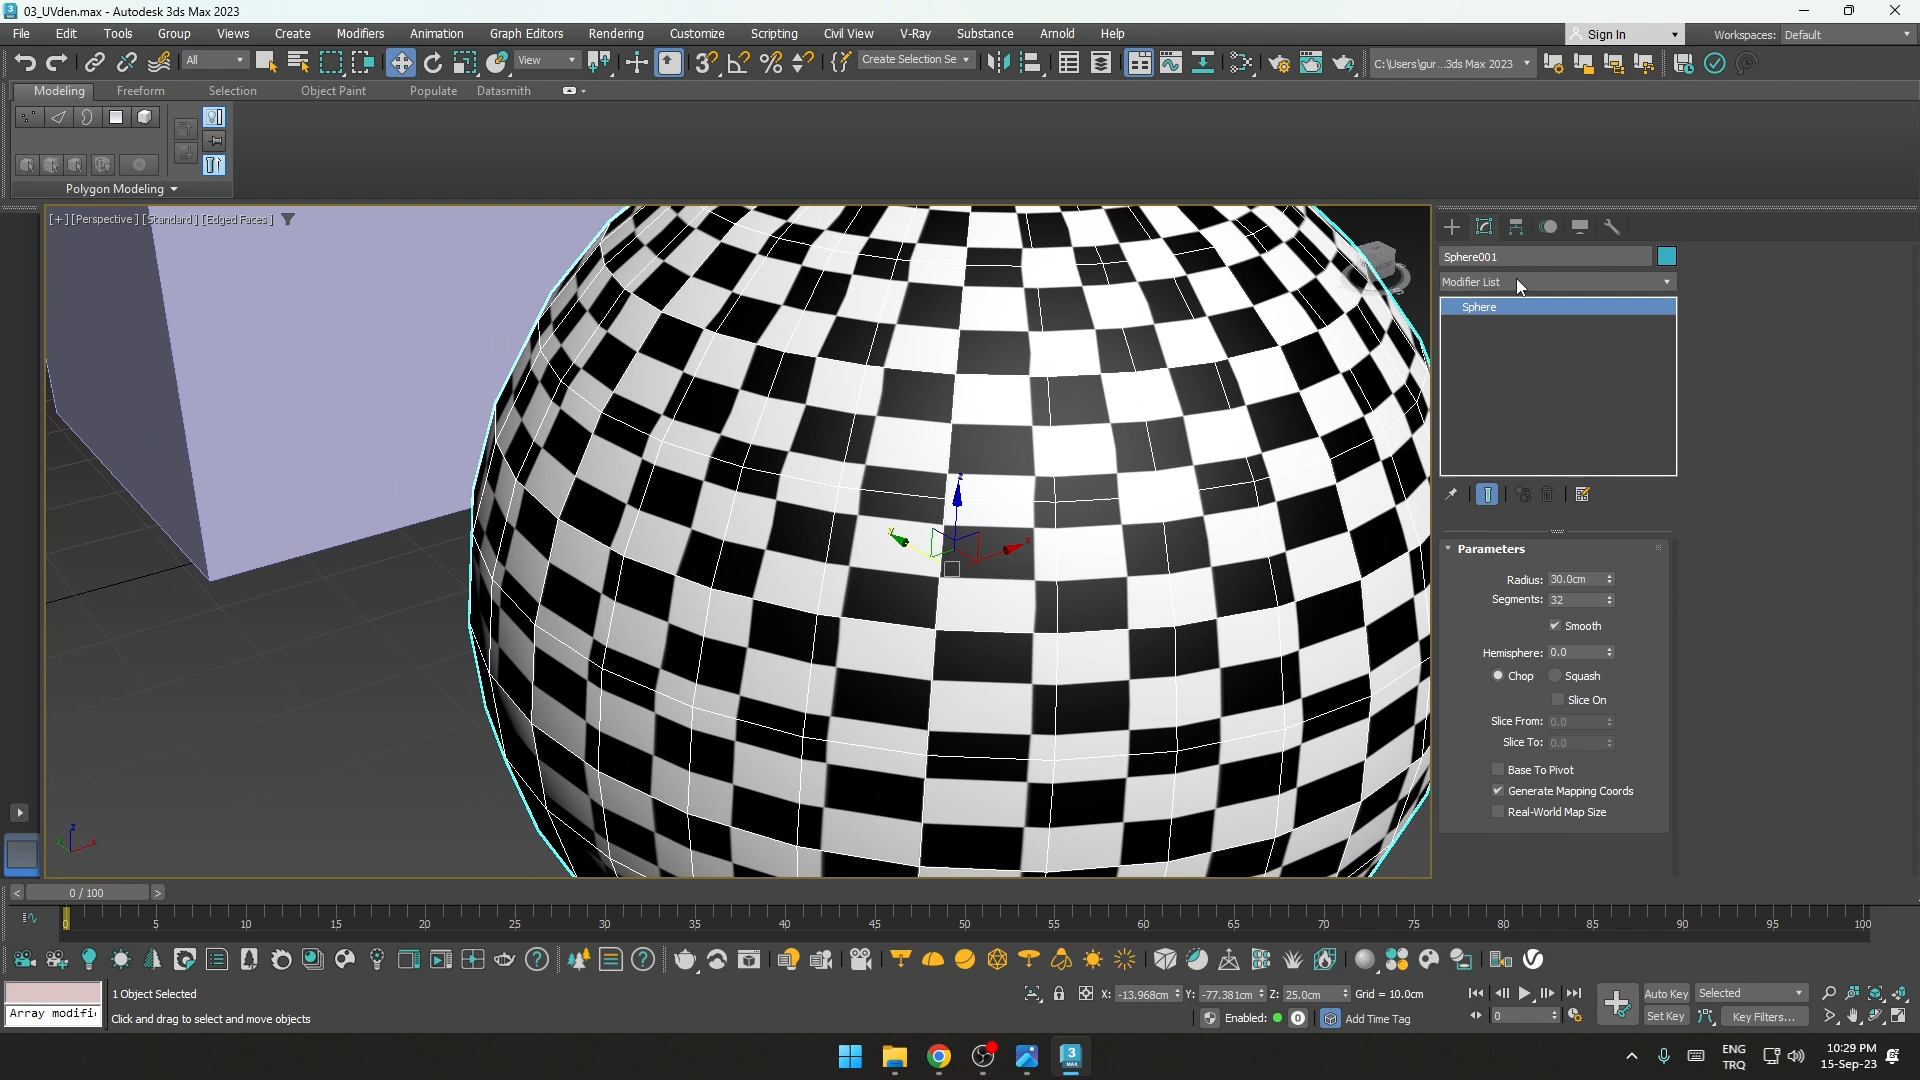 03_UVden.max - Autodesk 3ds Max 2023
File Edit Tools Group Views Create Modifiers Animation Graph Editors Rendering Customize Scripting Civil View V-Ray Substance Arnold Help Sign In Workspaces: Default
All View Create Selection Se C:\Users\gur...3ds Max 2023
Modeling Freeform Selection Object Paint Populate Datasmith
Polygon Modeling
[+] [Perspective] [Standard] [Edged Faces]
Sphere001
Modifier List
Sphere
Parameters
Radius: 30.0cm
Segments: 32
Smooth
Hemisphere: 0.0
Chop Squash
Slice On
Slice From: 0.0
Slice To: 0.0
Base To Pivot
Generate Mapping Coords
Real-World Map Size
z
y
x
z
y
x
< 0 / 100 >
0 5 10 15 20 25 30 35 40 45 50 55 60 65 70 75 80 85 90 95 100
1 Object Selected X: -13.968cm Y: -77.381cm Z: 25.0cm Grid = 10.0cm Auto Key Selected
Array modifi Click and drag to select and move objects Enabled: 0 Add Time Tag 0 Set Key Key Filters...
ENG
TRQ
10:29 PM
15-Sep-23